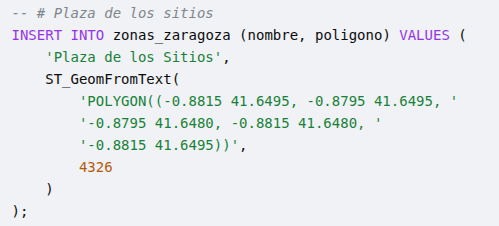 -- # Plaza de los sitios
INSERT INTO zonas_zaragoza (nombre, poligono) VALUES (
    'Plaza de los Sitios',
    ST_GeomFromText(
        'POLYGON((-0.8815 41.6495, -0.8795 41.6495, '
        '-0.8795 41.6480, -0.8815 41.6480, '
        '-0.8815 41.6495))',
        4326
    )
);